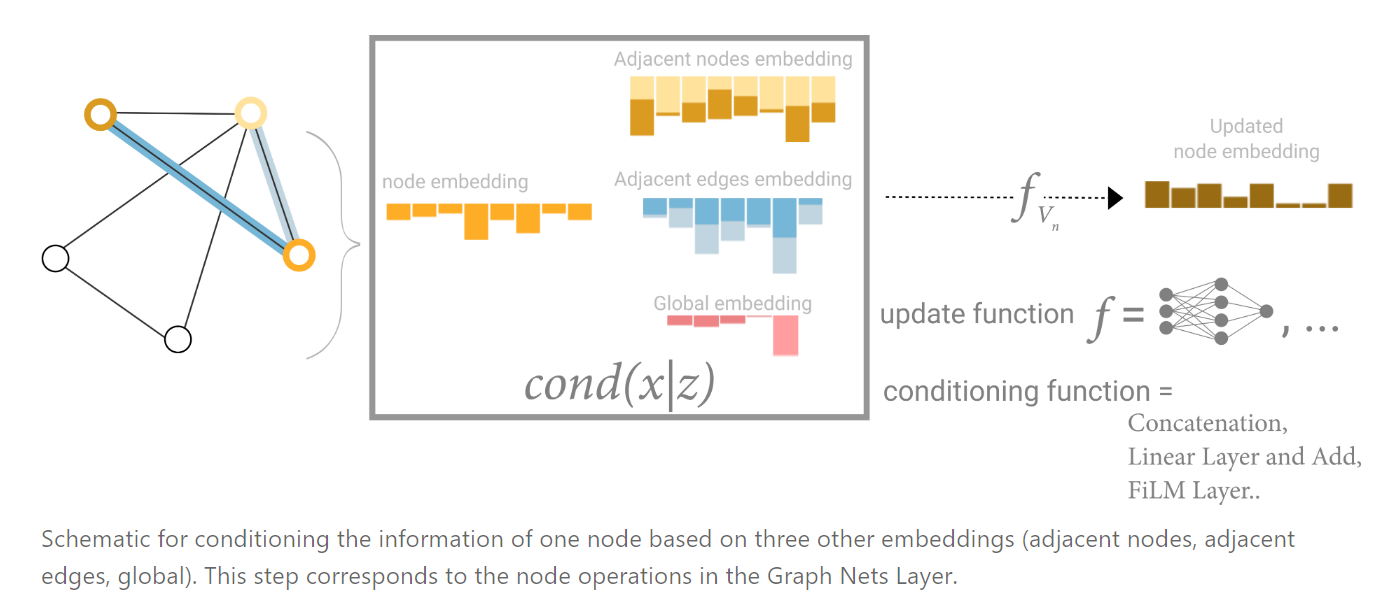 Adjacent nodes embedding
node embedding
Adjacent edges embedding
Global embedding
cond(x|z)
f Vn
Updated
node embedding
update function f = , ...
conditioning function =
Concatenation,
Linear Layer and Add,
FiLM Layer..
Schematic for conditioning the information of one node based on three other embeddings (adjacent nodes, adjacent
edges, global). This step corresponds to the node operations in the Graph Nets Layer.